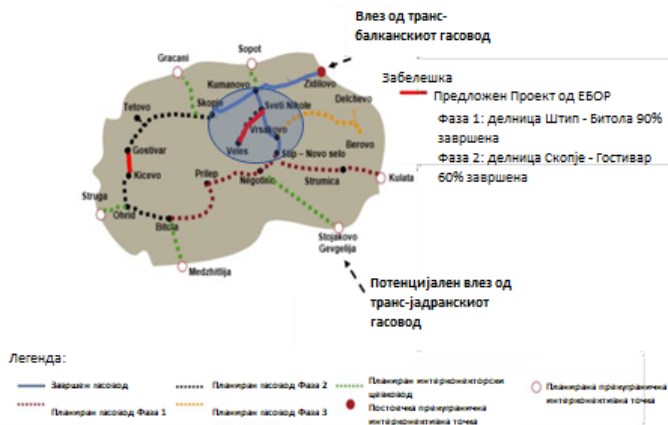 Влез од транс-
балканскиот гасовод
Sopot
Gracani
Kumanovo
Zidilovo
Забелешка
Tetovo
Skopje
Sveti Nikole
Delchevo
Предложен Проект од ЕБОР
Vrsakovo
Фаза 1: делница Штип - Битола 90%
завршена
Gostivar
Veles
Berovo
Stip – Novo selo
Фаза 2: делница Скопје - Гостивар
60% завршена
Kicevo
Prilep
Negotino
Strumica
Kulata
Struga
Ohrid
Bitola
Stojakovo
Gevgelija
Medzhitlija
Потенцијален влез од
транс-јадранскиот
гасовод
Легенда:
Завршен гасовод
Планиран гасовод Фаза 2
Планиран интерконекторски
цевковод
Планирана прекугранична
интерконективна точка
Планиран гасовод Фаза 1
Планиран гасовод Фаза 3
Постоечка прекугранична
интерконективна точка